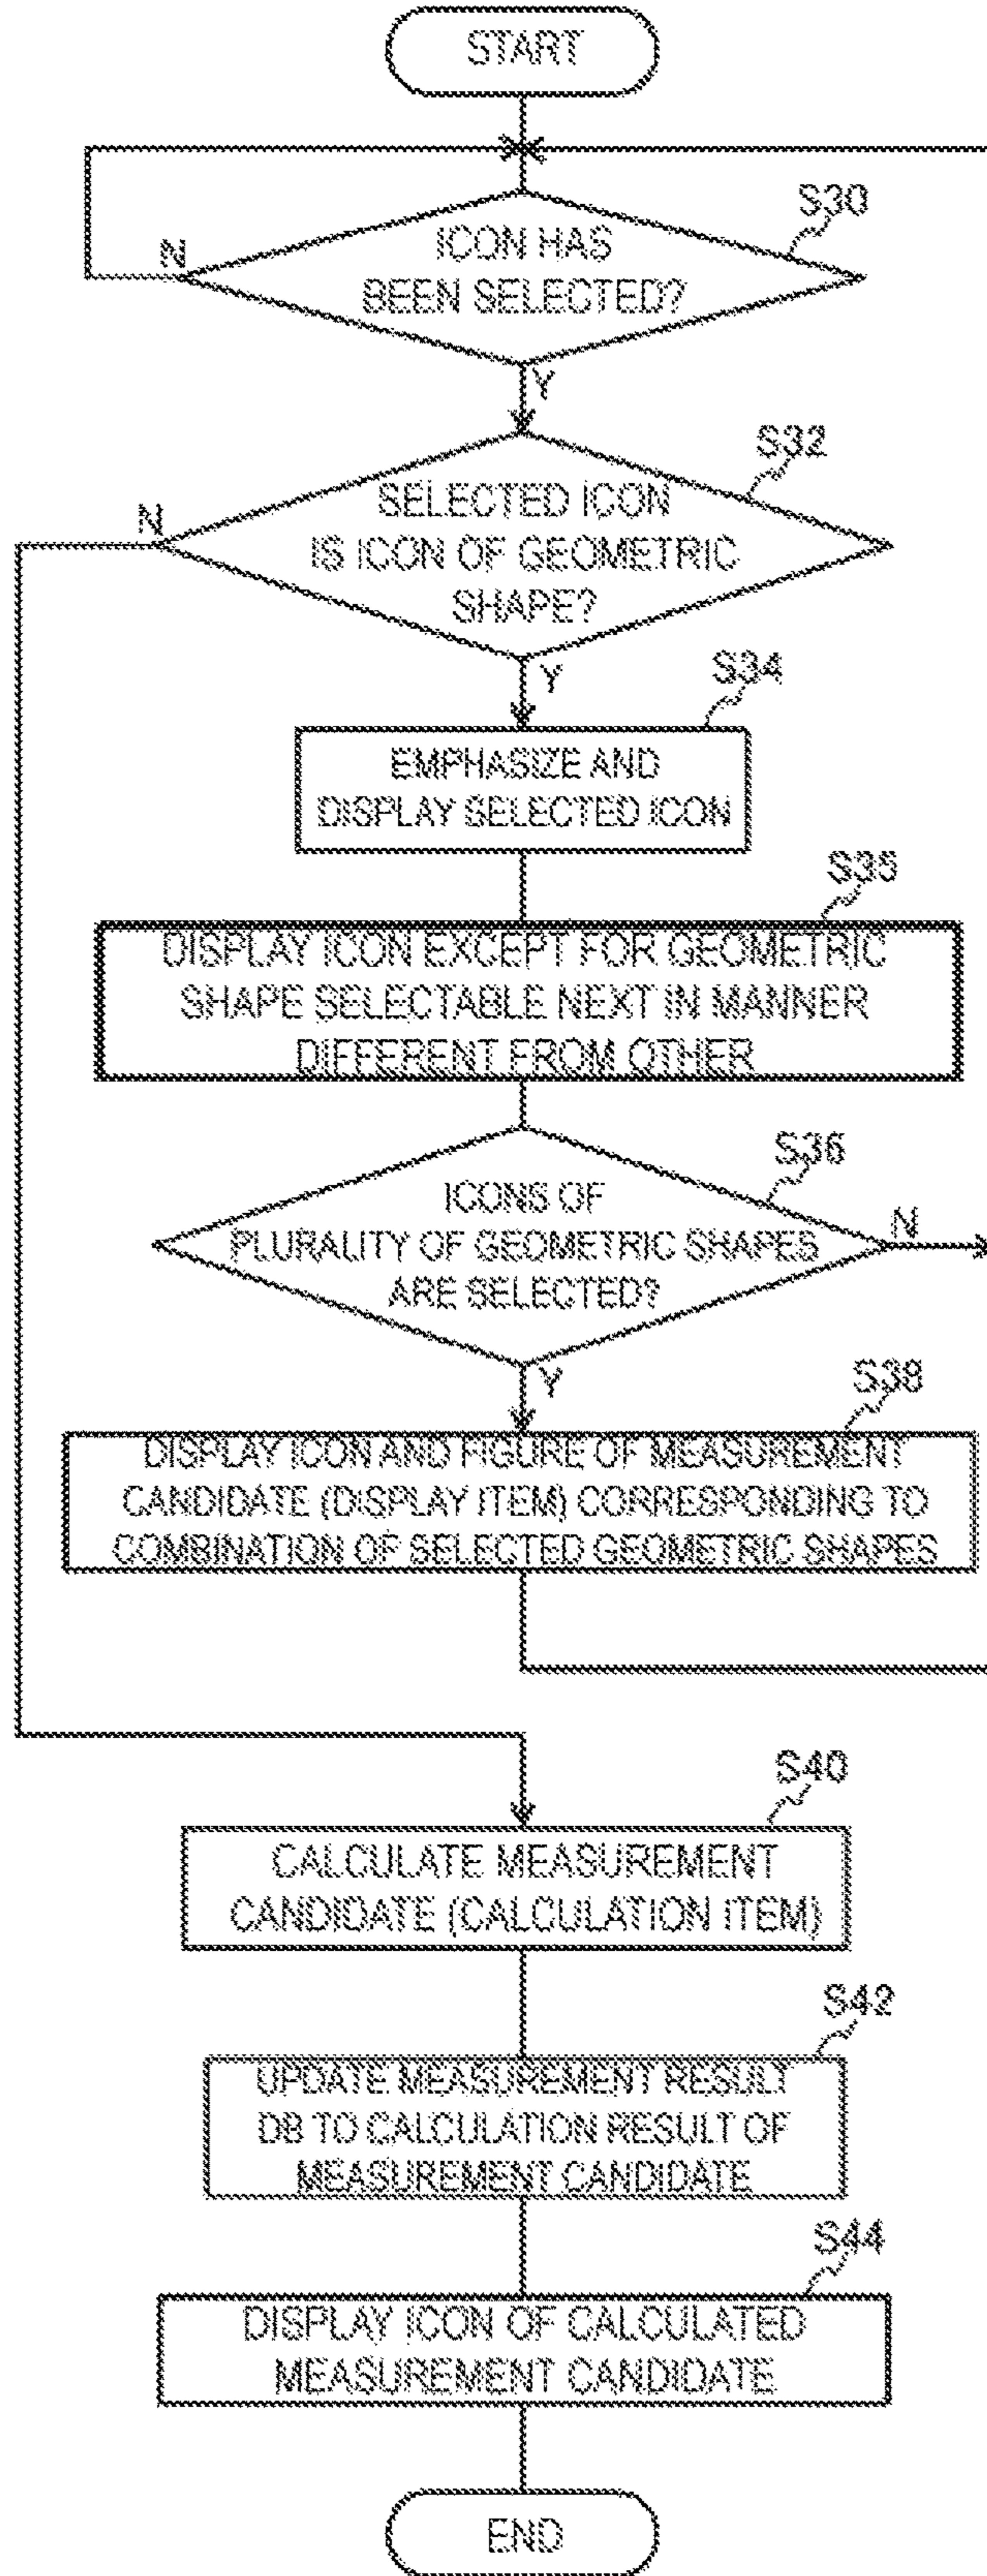 START
S30
ICON HAS
N
BEEN SELECTED?
Y
S32
SELECTED ICON
N
IS ICON OF GEOMETRIC
SHAPE?
Y
S34
EMPHASIZE AND
DISPLAY SELECTED ICON
S35
DISPLAY ICON EXCEPT FOR GEOMETRIC
SHAPE SELECTABLE NEXT IN MANNER
DIFFERENT FROM OTHER
S36
ICONS OF
N
PLURALITY OF GEOMETRIC SHAPES
ARE SELECTED?
Y
S38
DISPLAY ICON AND FIGURE OF MEASUREMENT
CANDIDATE (DISPLAY ITEM) CORRESPONDING TO
COMBINATION OF SELECTED GEOMETRIC SHAPES
S40
CALCULATE MEASUREMENT
CANDIDATE (CALCULATION ITEM)
S42
UPDATE MEASUREMENT RESULT
DB TO CALCULATION RESULT OF
MEASUREMENT CANDIDATE
S44
DISPLAY ICON OF CALCULATED
MEASUREMENT CANDIDATE
END